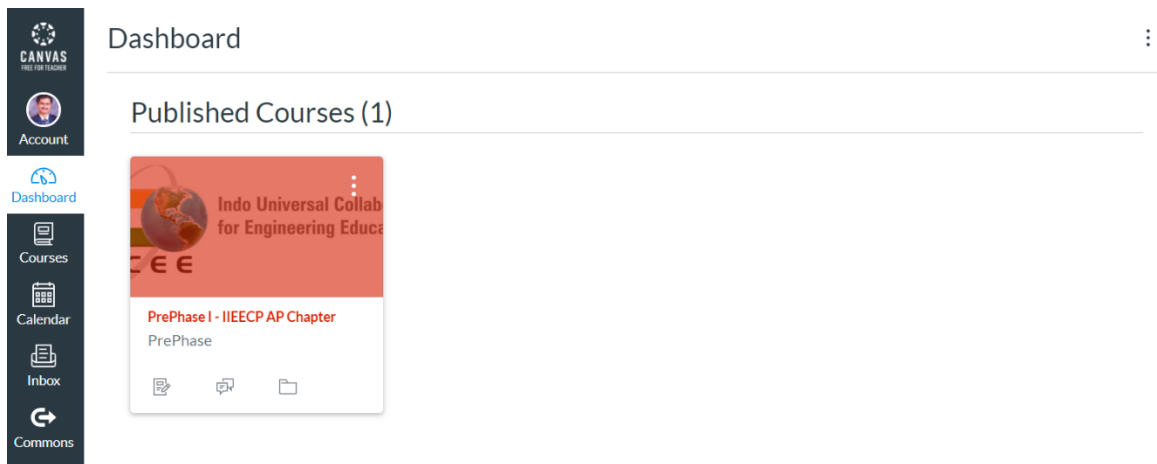 CANVAS
FREE FOR TEACHER
Account
Dashboard
Courses
Calendar
Inbox
Commons
Dashboard
Published Courses (1)
Indo Universal Collab
for Engineering Educa
CEE
PrePhase I - IIEECP AP Chapter
PrePhase